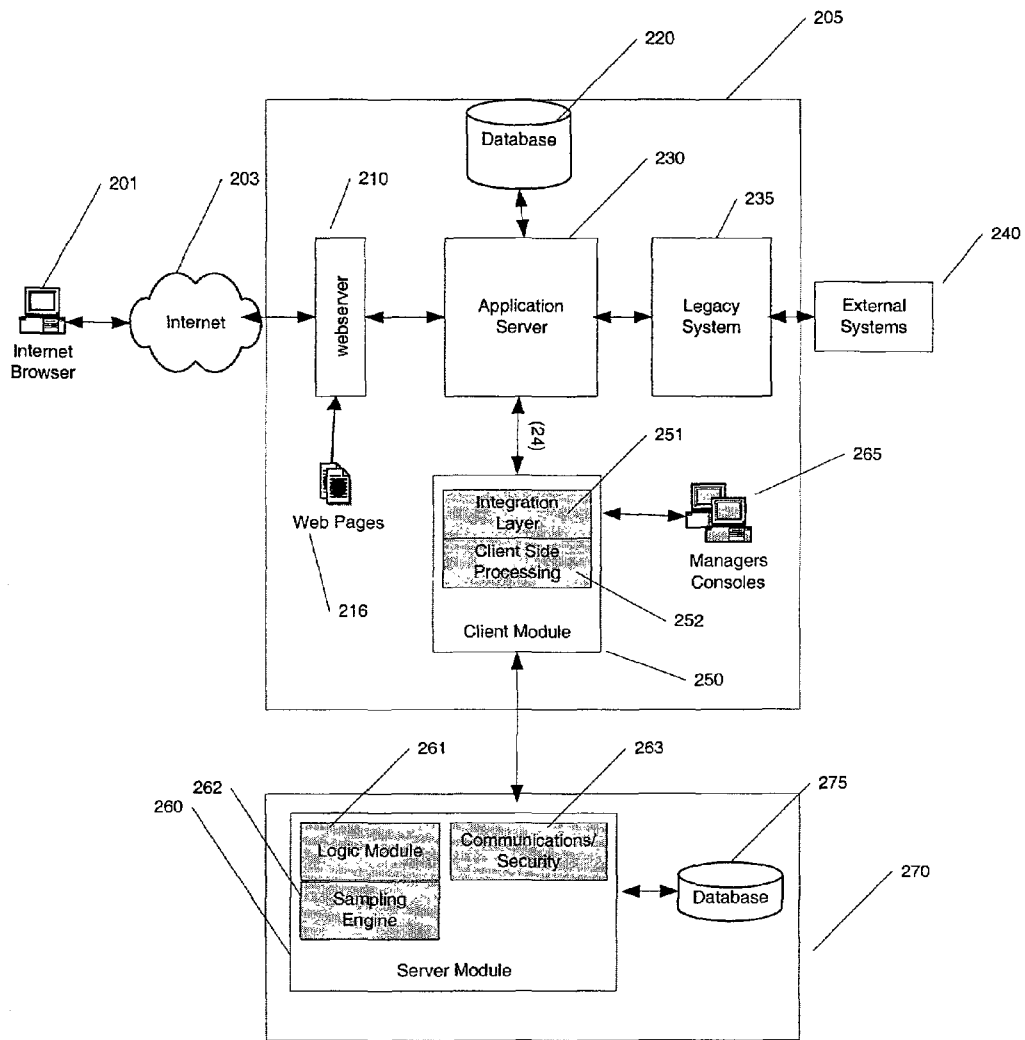 205
220
Database
230
210
203
201
235
240
Internet
webserver
Application
Server
Legacy
System
External
Systems
Internet
Browser
(24)
251
265
Integration
Layer
Web Pages
Client Side
Processing
Managers
Consoles
216
252
Client Module
250
261
263
262
275
260
Logic Module
Communications/
Security
270
Sampling
Engine
Database
Server Module